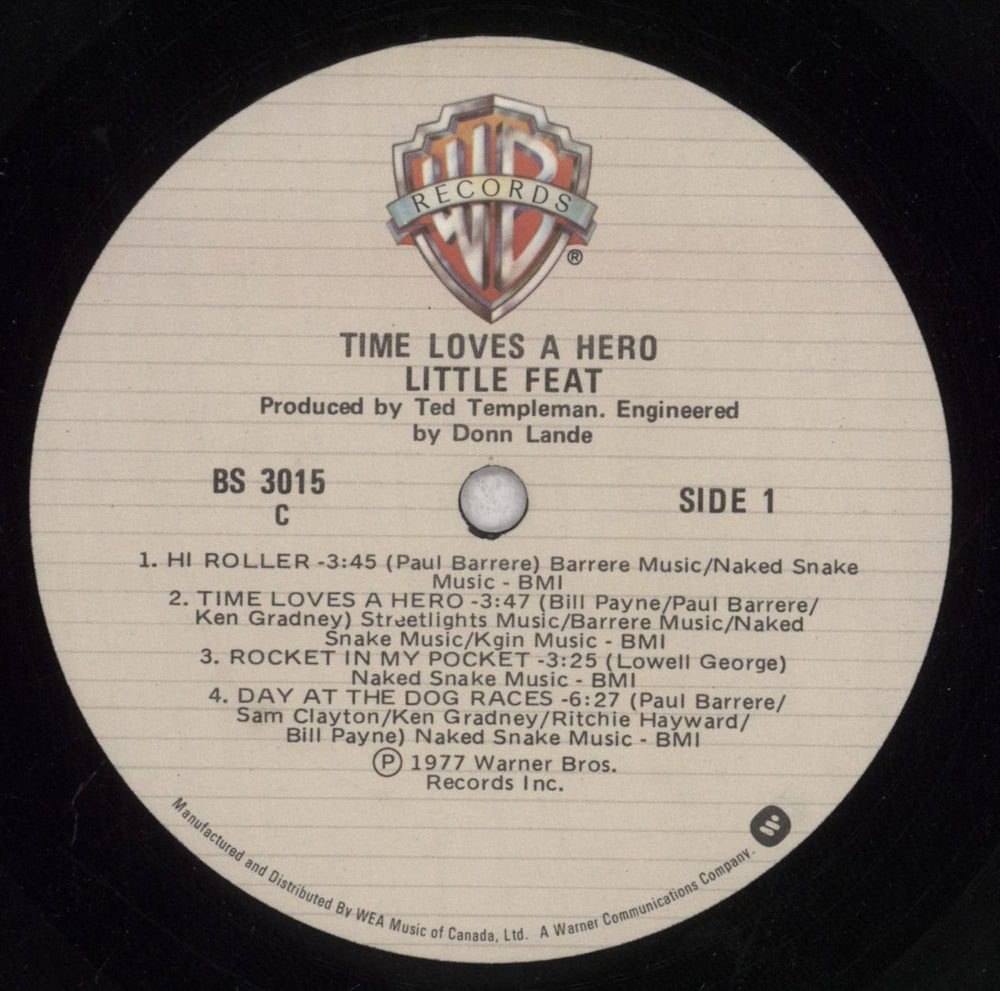 WB
RECORDS
®
TIME LOVES A HERO
LITTLE FEAT
Produced by Ted Templeman. Engineered
by Donn Lande
BS 3015
C
SIDE 1
1. HI ROLLER -3:45 (Paul Barrere) Barrere Music/Naked Snake
Music - BMI
2. TIME LOVES A HERO -3:47 (Bill Payne/Paul Barrere/
Ken Gradney) Streetlights Music/Barrere Music/Naked
Snake Music/Kgin Music - BMI
3. ROCKET IN MY POCKET -3:25 (Lowell George)
Naked Snake Music - BMI
4. DAY AT THE DOG RACES -6:27 (Paul Barrere/
Sam Clayton/Ken Gradney/Ritchie Hayward/
Bill Payne) Naked Snake Music - BMI
Ⓟ 1977 Warner Bros.
Records Inc.
Manufactured and Distributed By WEA Music of Canada, Ltd. A Warner Communications Company.